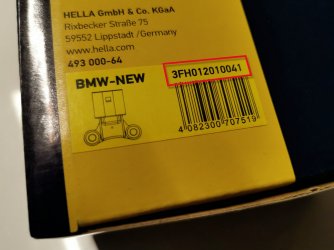 HELLA GmbH & Co. KGaA
Rixbecker Straße 75
59552 Lippstadt /Germany
www.hella.com
493 000-64
BMW-NEW
3FH012010041
4 082300 707519